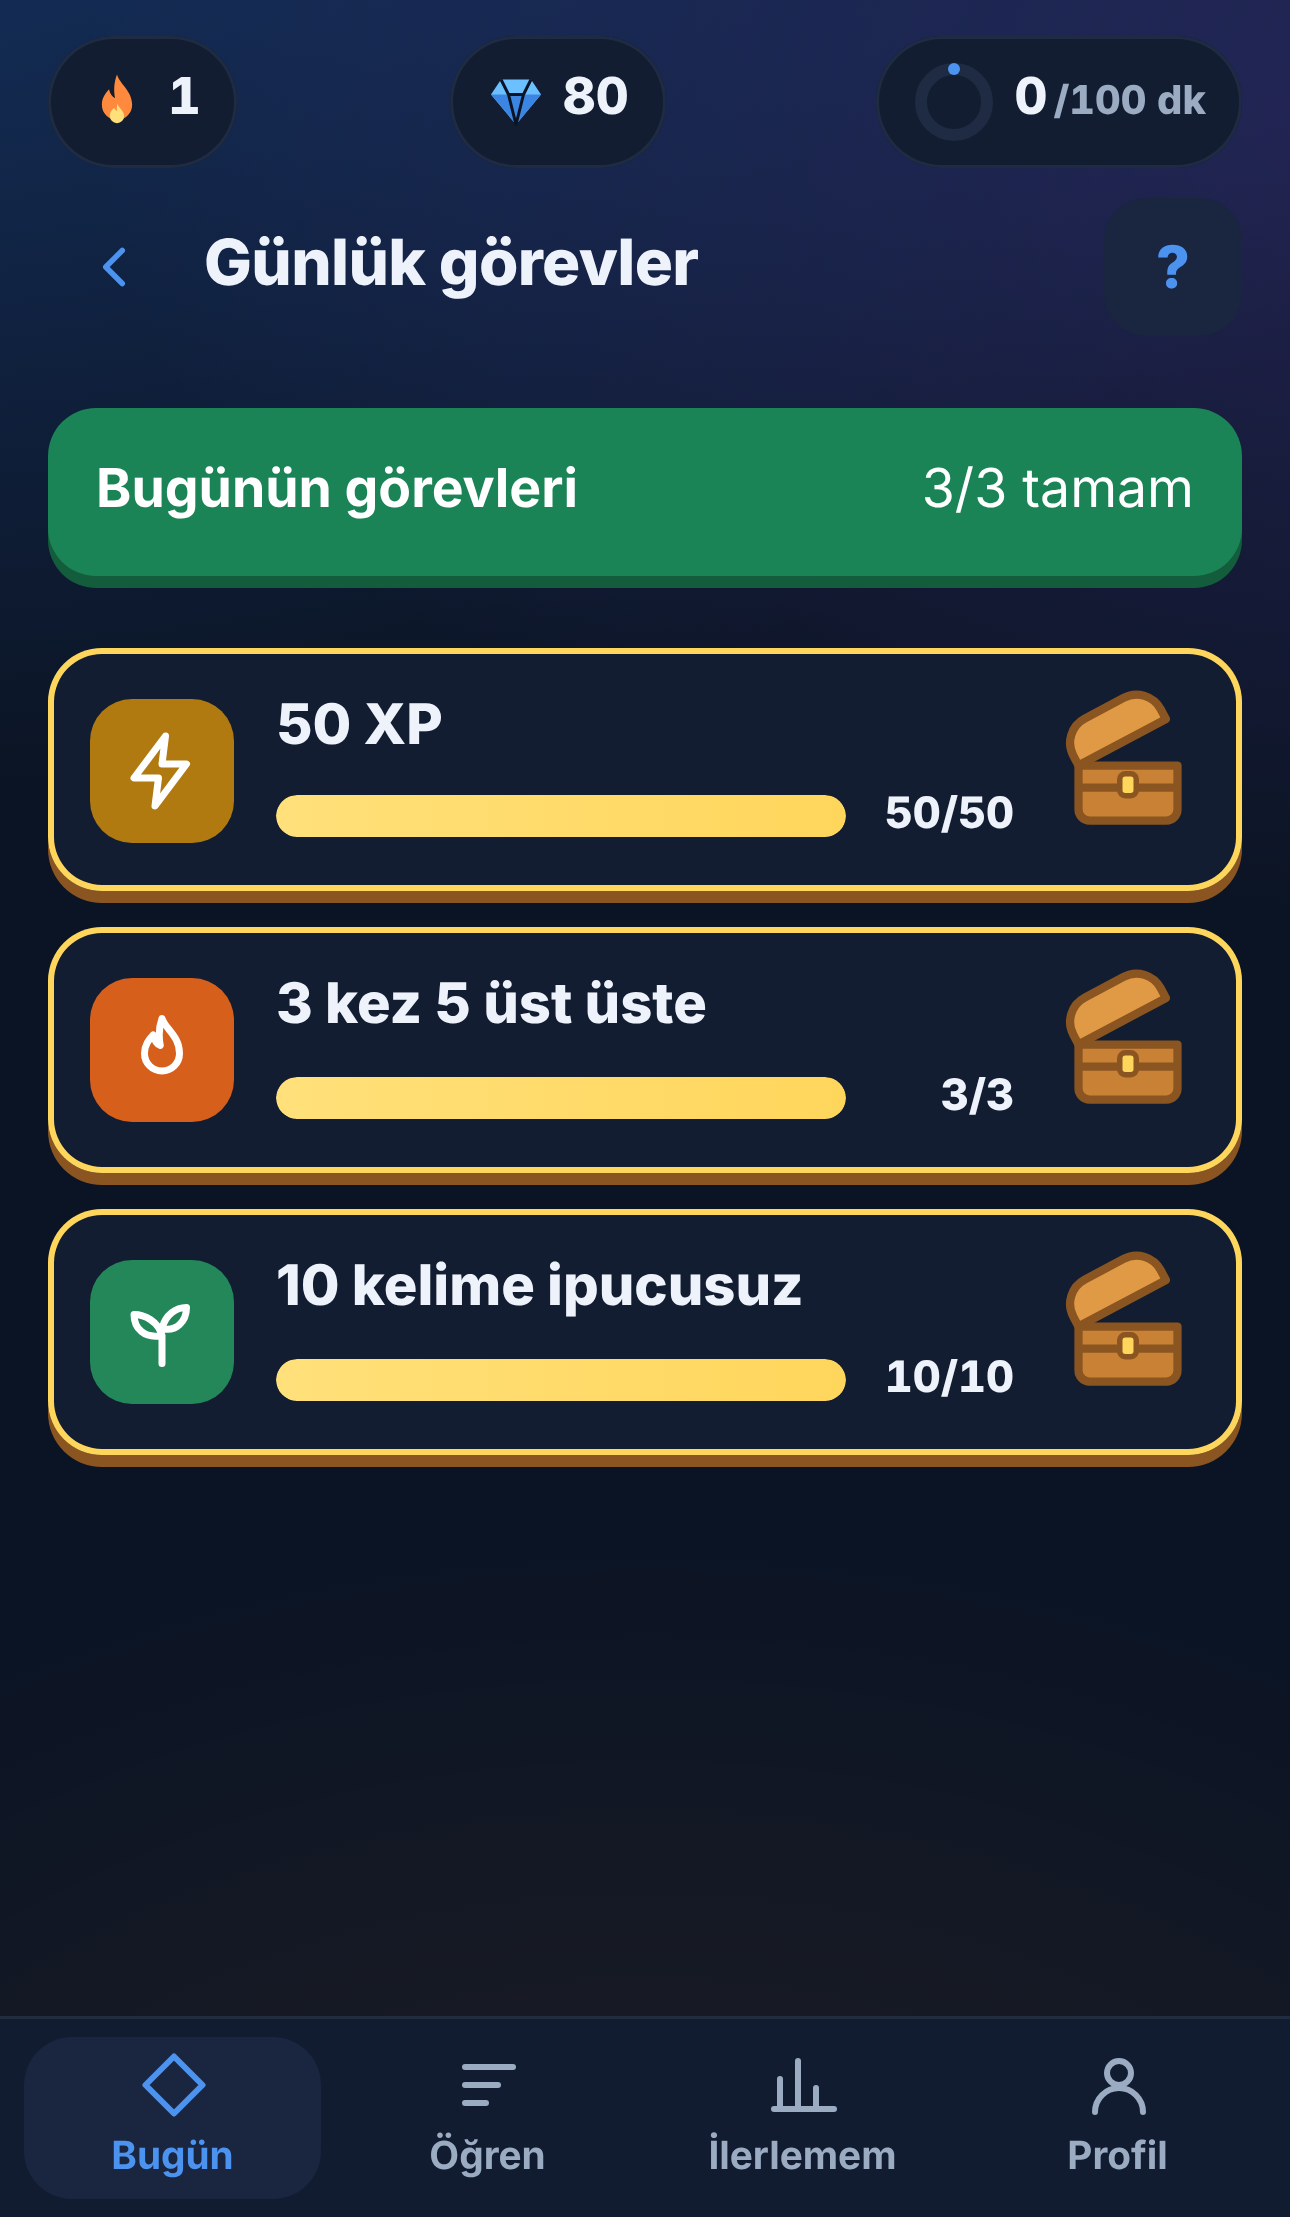 1
80
0/100 dk
Günlük görevler
?
Bugünün görevleri
3/3 tamam
50 XP
50/50
3 kez 5 üst üste
3/3
10 kelime ipucusuz
10/10
Bugün
Öğren
İlerlemem
Profil